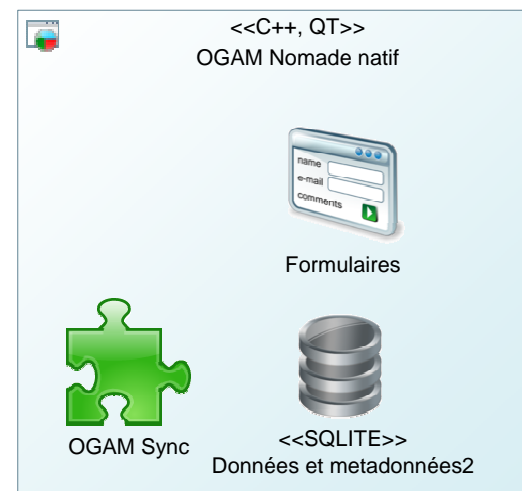 <<C++, QT>>
OGAM Nomade natif
name
e-mail
comments
Formulaires
OGAM Sync
<<SQLITE>>
Données et metadonnées2